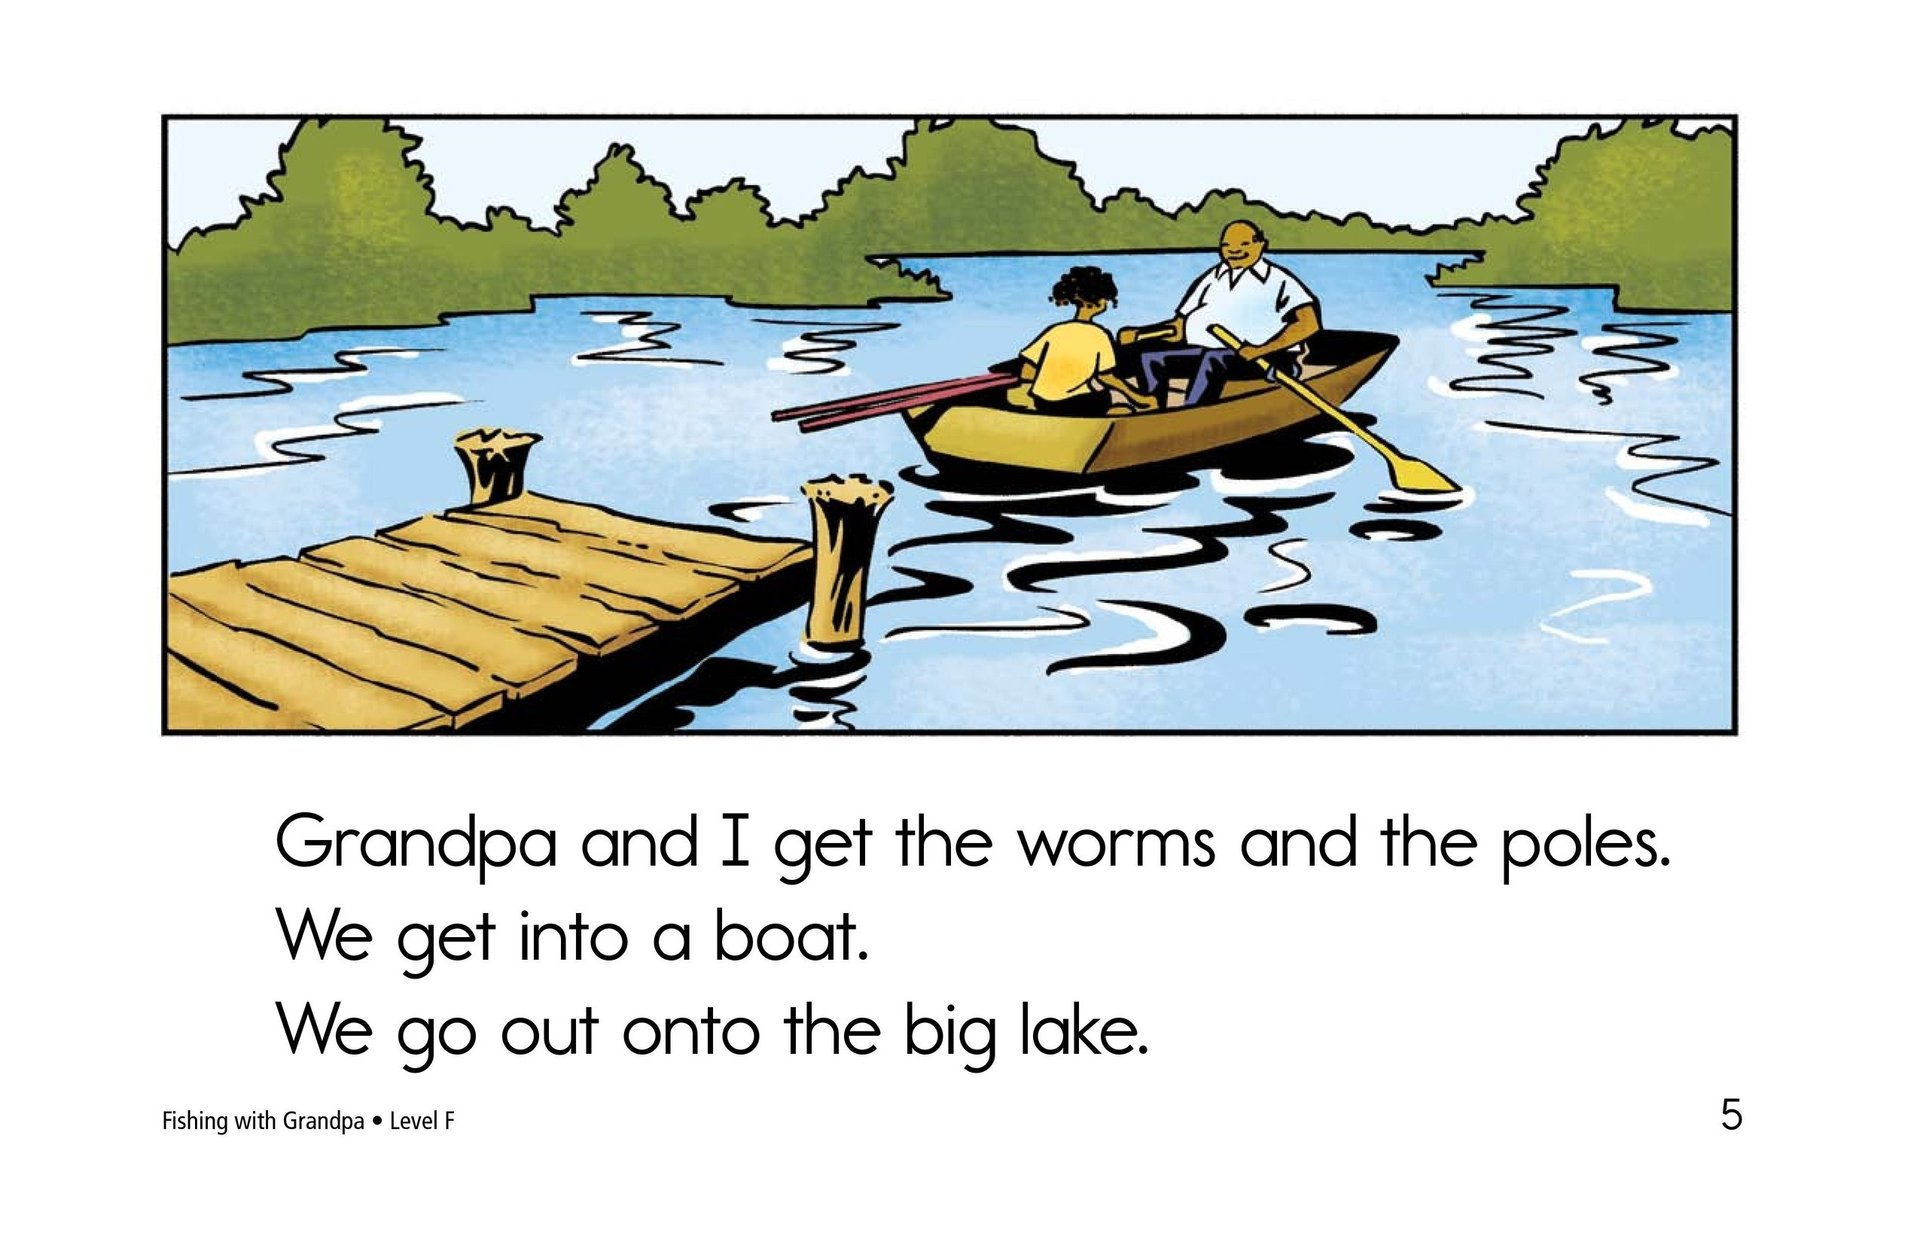 Grandpa and I get the worms and the poles.
We get into a boat.
We go out onto the big lake.
Fishing with Grandpa • Level F
5